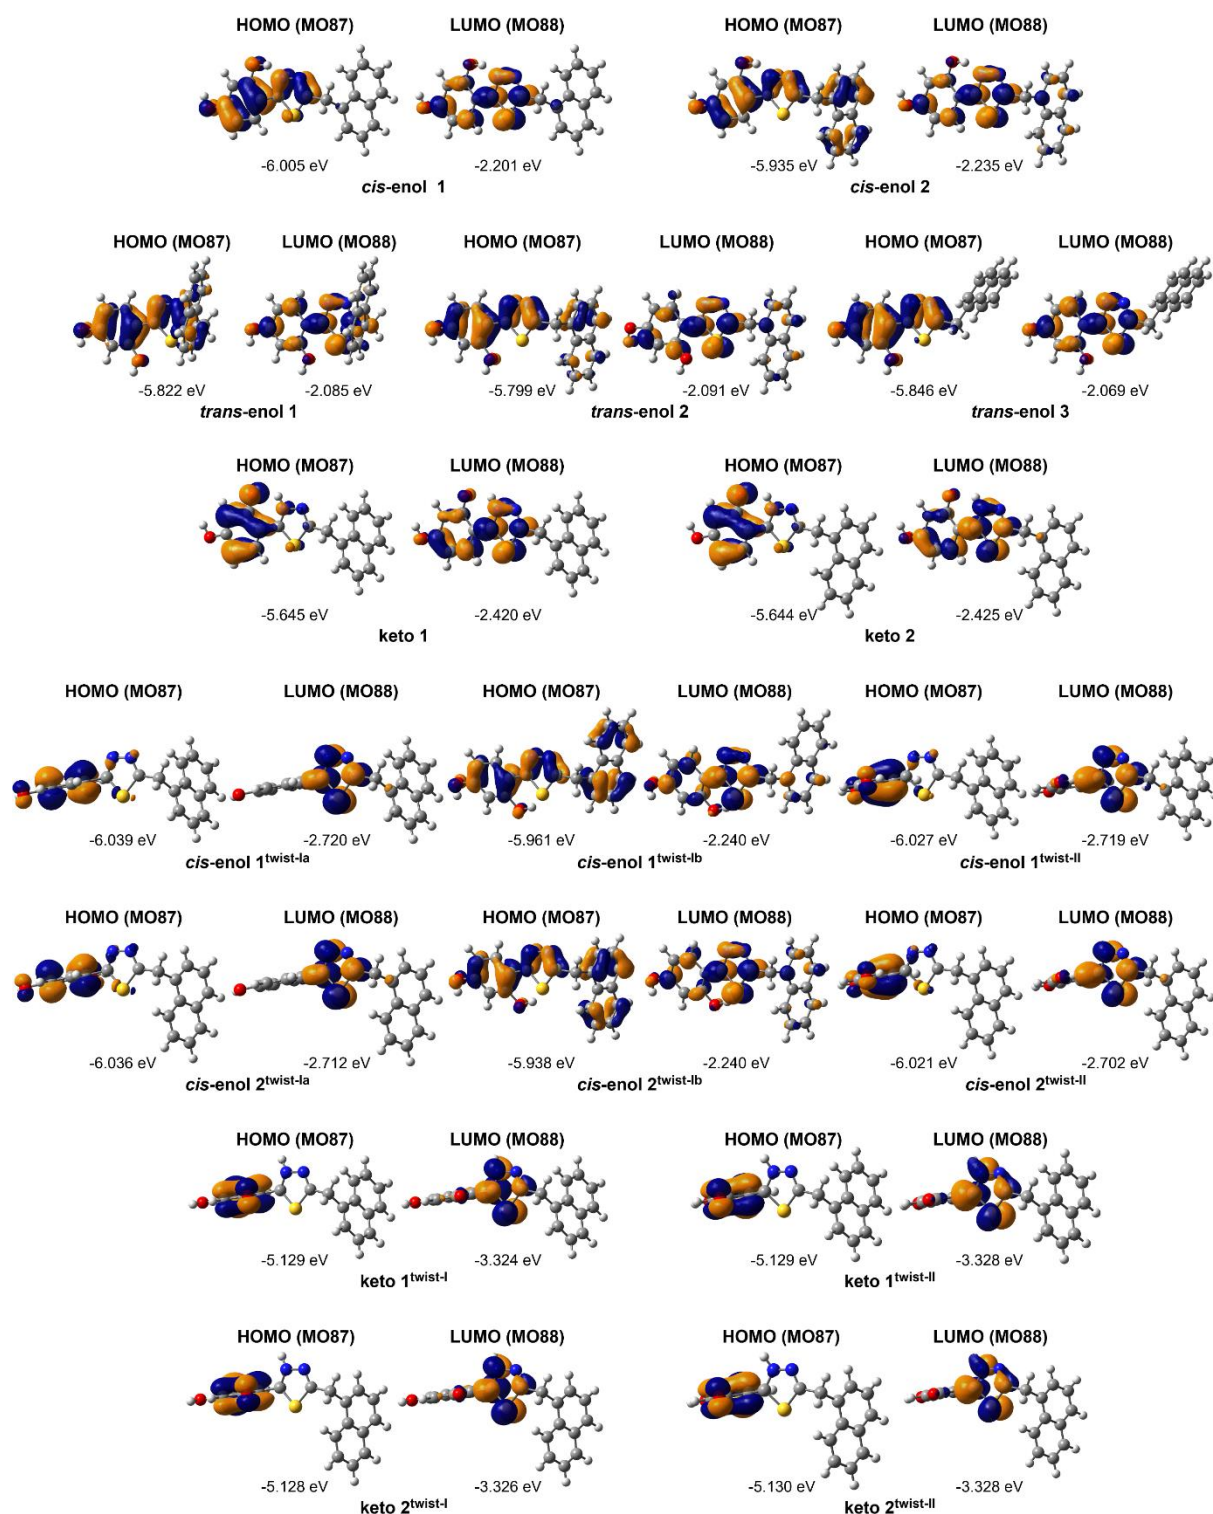 HOMO (MO87) LUMO (MO88) HOMO (MO87) LUMO (MO88)
-6.005 eV -2.201 eV -5.935 eV -2.235 eV
cis-enol 1 cis-enol 2
HOMO (MO87) LUMO (MO88) HOMO (MO87) LUMO (MO88) HOMO (MO87) LUMO (MO88)
-5.822 eV -2.085 eV -5.799 eV -2.091 eV -5.846 eV -2.069 eV
trans-enol 1 trans-enol 2 trans-enol 3
HOMO (MO87) LUMO (MO88) HOMO (MO87) LUMO (MO88)
-5.645 eV -2.420 eV -5.644 eV -2.425 eV
keto 1 keto 2
HOMO (MO87) LUMO (MO88) HOMO (MO87) LUMO (MO88) HOMO (MO87) LUMO (MO88)
-6.039 eV -2.720 eV -5.961 eV -2.240 eV -6.027 eV -2.719 eV
cis-enol 1twist-Ia cis-enol 1twist-Ib cis-enol 1twist-II
HOMO (MO87) LUMO (MO88) HOMO (MO87) LUMO (MO88) HOMO (MO87) LUMO (MO88)
-6.036 eV -2.712 eV -5.938 eV -2.240 eV -6.021 eV -2.702 eV
cis-enol 2twist-Ia cis-enol 2twist-Ib cis-enol 2twist-II
HOMO (MO87) LUMO (MO88) HOMO (MO87) LUMO (MO88)
-5.129 eV -3.324 eV -5.129 eV -3.328 eV
keto 1twist-I keto 1twist-II
HOMO (MO87) LUMO (MO88) HOMO (MO87) LUMO (MO88)
-5.128 eV -3.326 eV -5.130 eV -3.328 eV
keto 2twist-I keto 2twist-II